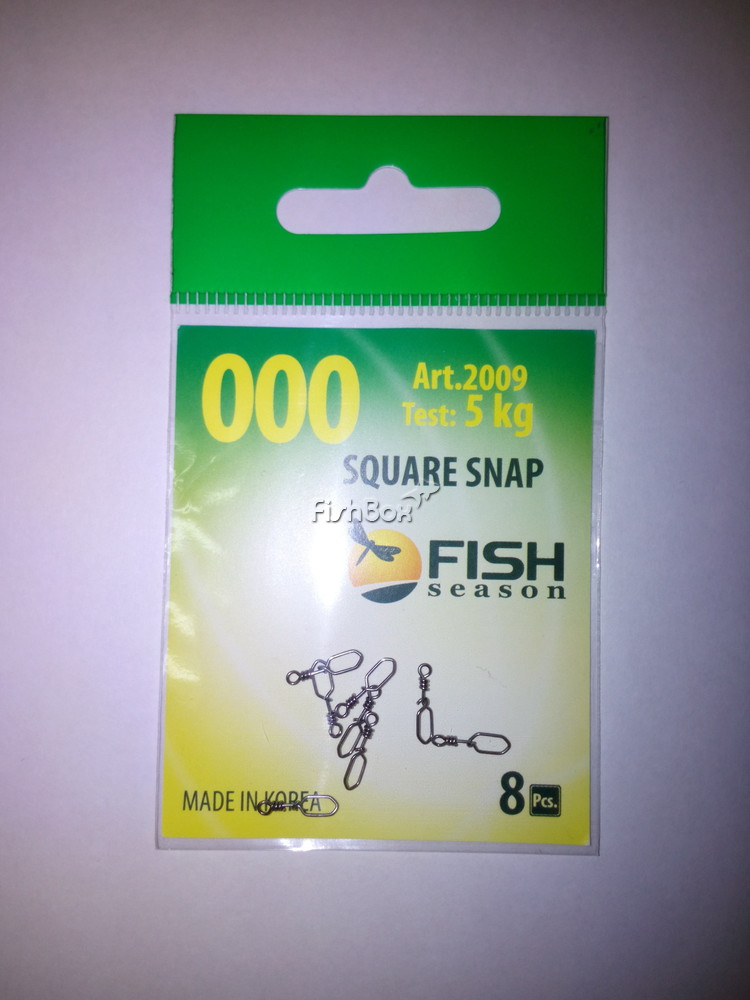 000
Art.2009
Test: 5 kg
SQUARE SNAP
FishBox
FISH
season
MADE IN KOREA
8 Pcs.